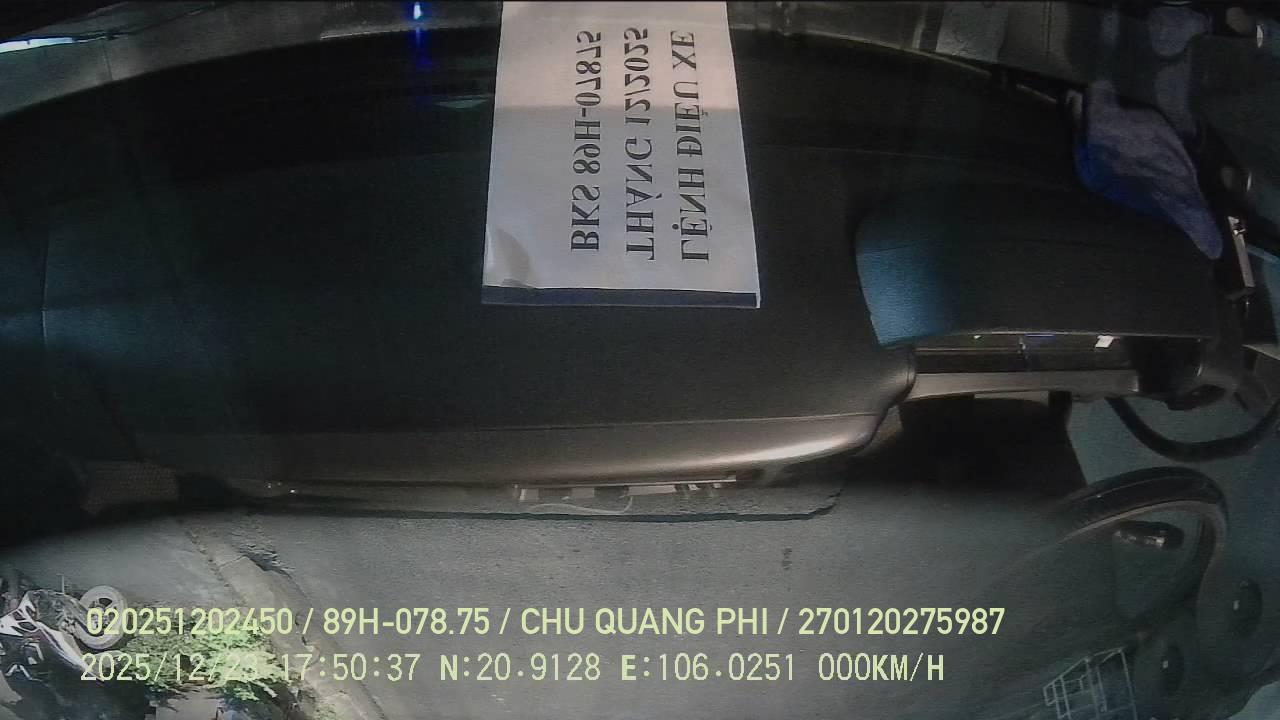 LỆNH ĐIỀU XE
THÁNG 12/2025
BKS 89H-07875
020251202450 / 89H-078.75 / CHU QUANG PHI / 270120275987
2025/12/23 17:50:37 N:20.9128 E:106.0251 000KM/H